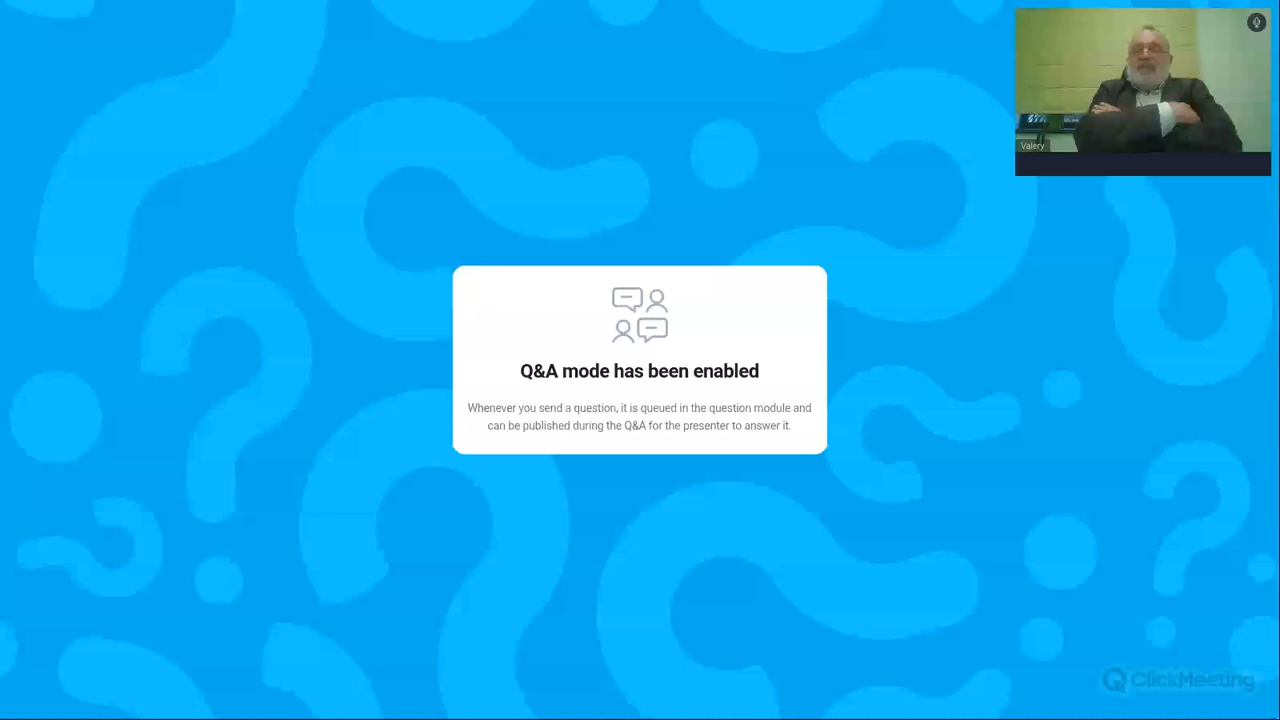 Valery
Q&A mode has been enabled
Whenever you send a question, it is queued in the question module and
can be published during the Q&A for the presenter to answer it.
ClickMeeting